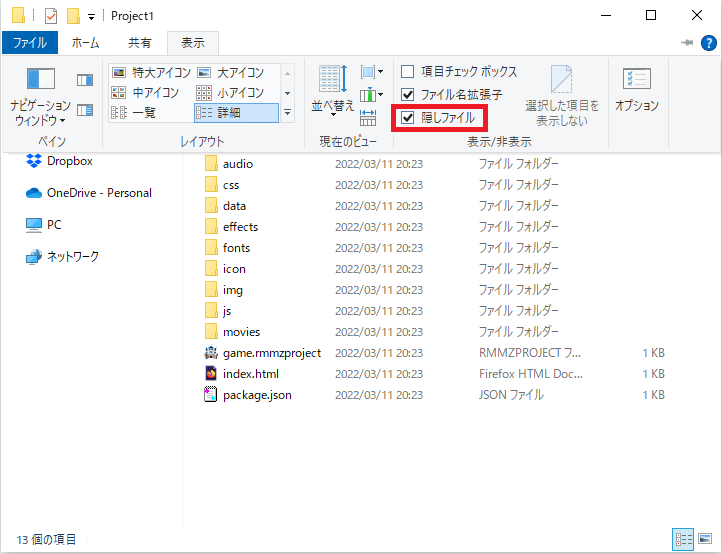 Project1
ファイル ホーム 共有 表示
ナビゲーション ウィンドウ
ペイン
特大アイコン 大アイコン
中アイコン 小アイコン
一覧 詳細
レイアウト
並べ替え
現在のビュー
項目チェック ボックス
ファイル名拡張子
隠しファイル
選択した項目を 表示しない
表示/非表示
オプション
Dropbox
OneDrive - Personal
PC
ネットワーク
audio 2022/03/11 20:23 ファイル フォルダー
css 2022/03/11 20:23 ファイル フォルダー
data 2022/03/11 20:23 ファイル フォルダー
effects 2022/03/11 20:23 ファイル フォルダー
fonts 2022/03/11 20:23 ファイル フォルダー
icon 2022/03/11 20:23 ファイル フォルダー
img 2022/03/11 20:23 ファイル フォルダー
js 2022/03/11 20:23 ファイル フォルダー
movies 2022/03/11 20:23 ファイル フォルダー
game.rmmzproject 2022/03/11 20:23 RMMZPROJECT フ... 1 KB
index.html 2022/03/11 20:23 Firefox HTML Doc... 1 KB
package.json 2022/03/11 20:23 JSON ファイル 1 KB
13 個の項目